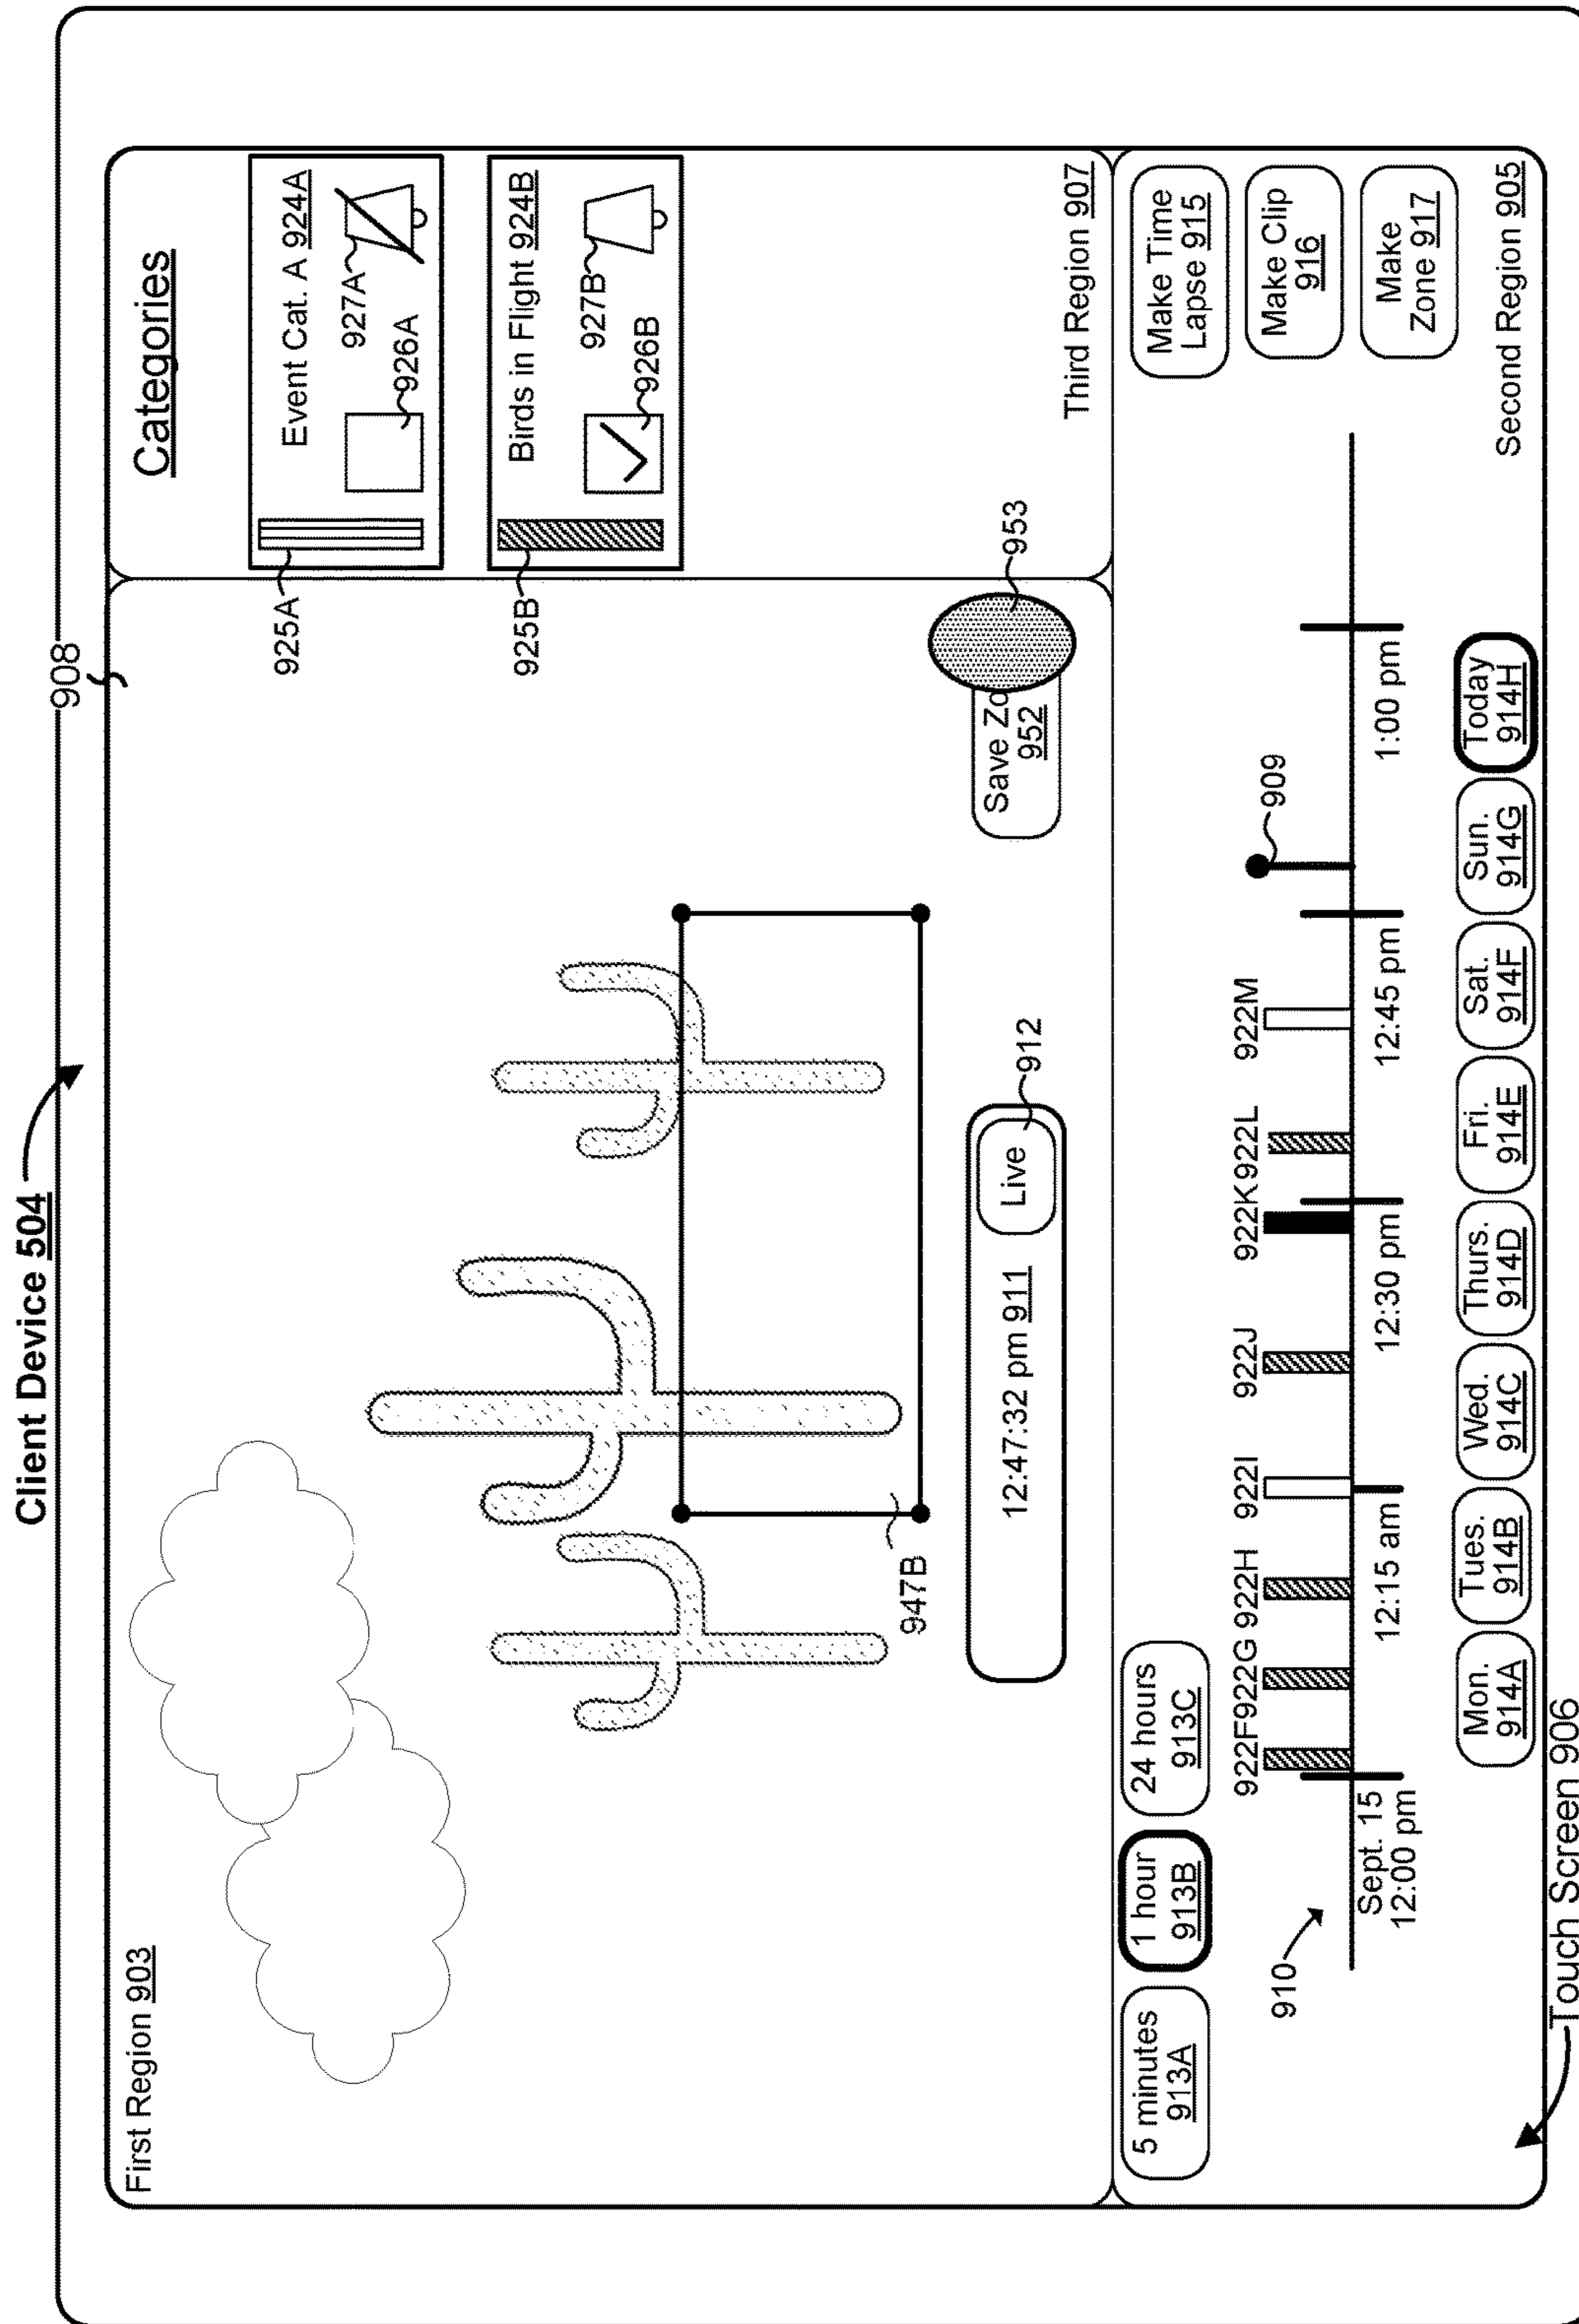 Client Device 504
908
First Region 903
Categories
Event Cat. A 924A
927A
926A
925A
Birds in Flight 924B
927B
926B
925B
947B
Save Zo
952
953
12:47:32 pm 911
Live
912
Third Region 907
5 minutes
913A
1 hour
913B
24 hours
913C
Make Time
Lapse 915
Make Clip
916
Make
Zone 917
910
922F
922G
922H
922I
922J
922K
922L
922M
909
Sept. 15
12:00 pm
12:15 am
12:30 pm
12:45 pm
1:00 pm
Mon.
914A
Tues.
914B
Wed.
914C
Thurs.
914D
Fri.
914E
Sat.
914F
Sun.
914G
Today
914H
Second Region 905
Touch Screen 906